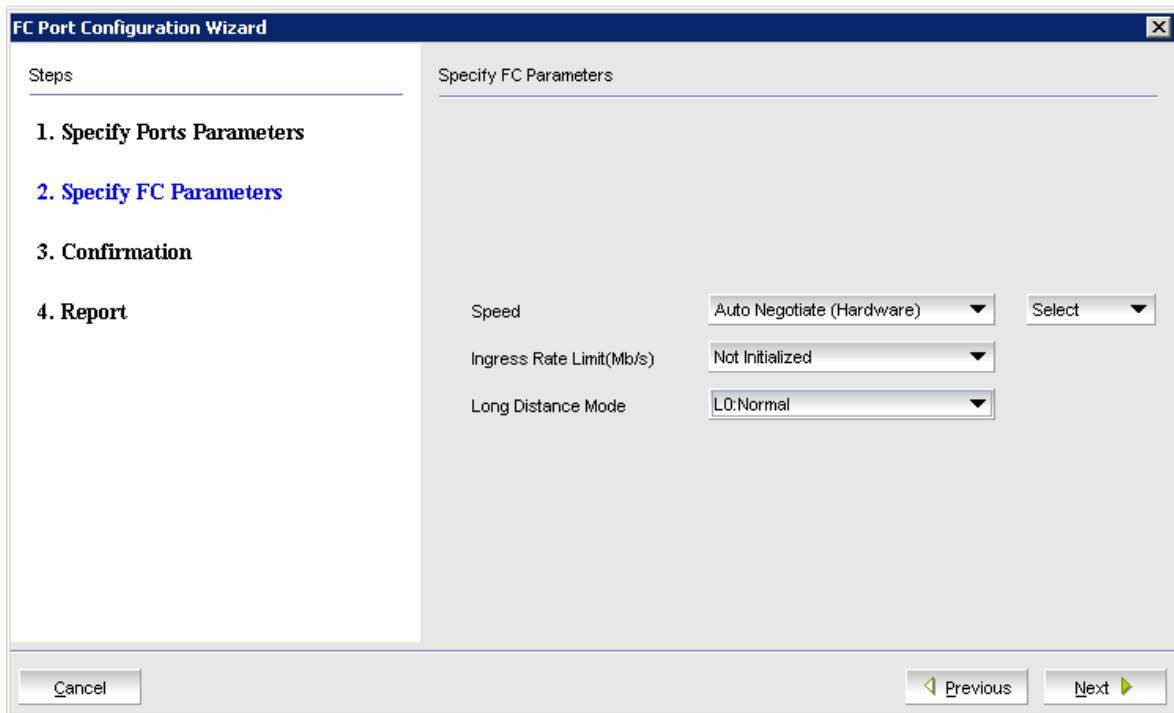 FC Port Configuration Wizard
Steps
1. Specify Ports Parameters
2. Specify FC Parameters
3. Confirmation
4. Report
Specify FC Parameters
Speed Auto Negotiate (Hardware) Select
Ingress Rate Limit(Mb/s) Not Initialized
Long Distance Mode L0:Normal
Cancel Previous Next